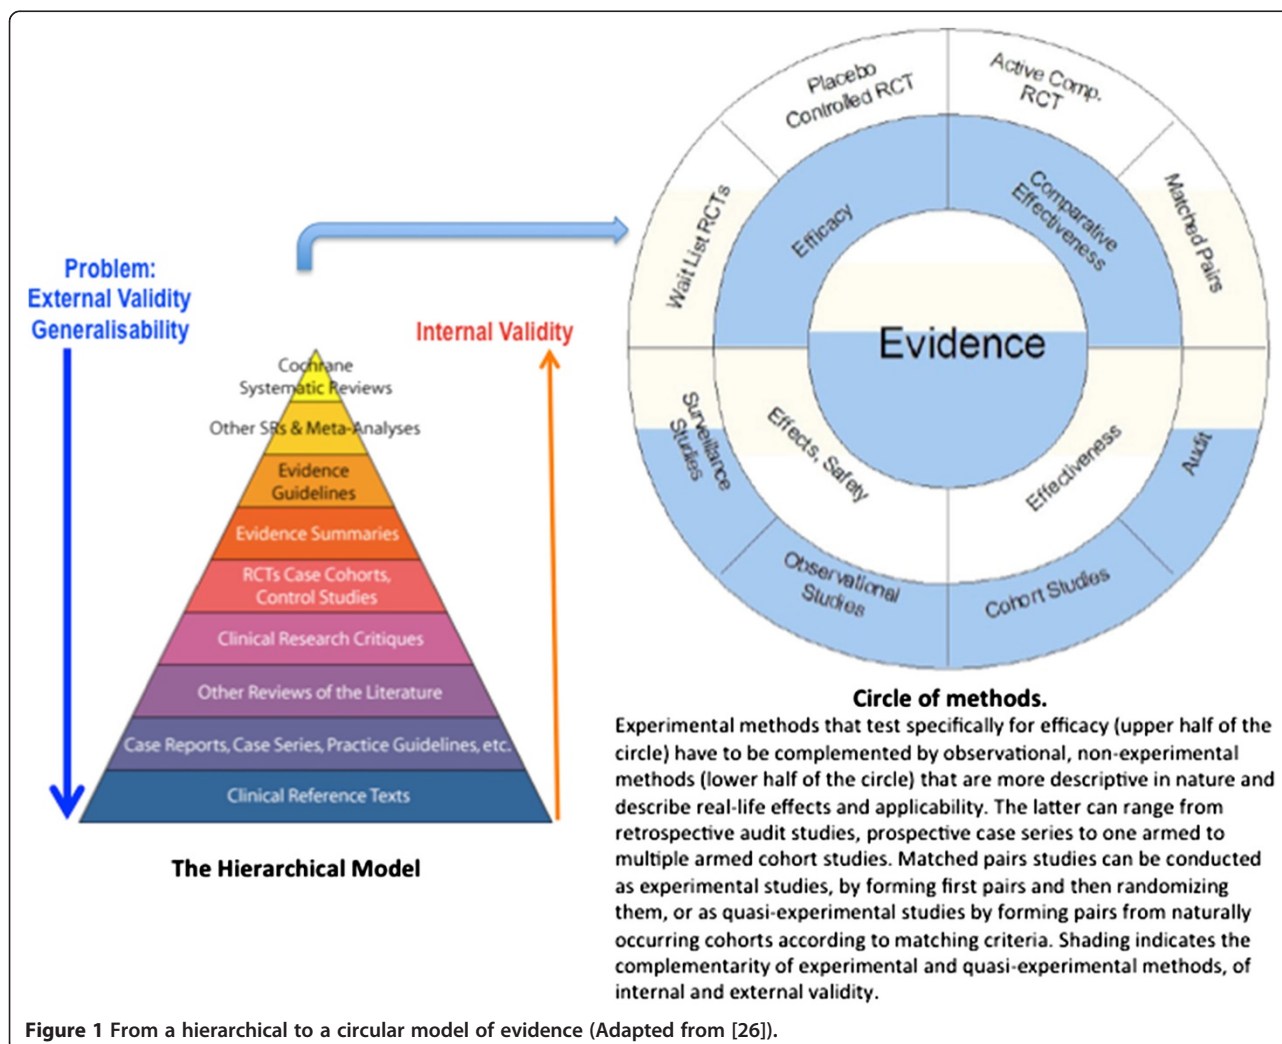 Problem:
External Validity
Generalisability
Internal Validity
Cochrane
Systematic Reviews
Other SRs & Meta-Analyses
Evidence
Guidelines
Evidence Summaries
RCTs Case Cohorts,
Control Studies
Clinical Research Critiques
Other Reviews of the Literature
Case Reports, Case Series, Practice Guidelines, etc.
Clinical Reference Texts
The Hierarchical Model
Placebo
Controlled RCT
Active Comp.
RCT
Wait List RCTs
Matched Pairs
Efficacy
Comparative
Effectiveness
Evidence
Surveillance
Studies
Effects, Safety
Effectiveness
Audit
Observational
Studies
Cohort Studies
Circle of methods.
Experimental methods that test specifically for efficacy (upper half of the
circle) have to be complemented by observational, non-experimental
methods (lower half of the circle) that are more descriptive in nature and
describe real-life effects and applicability. The latter can range from
retrospective audit studies, prospective case series to one armed to
multiple armed cohort studies. Matched pairs studies can be conducted
as experimental studies, by forming first pairs and then randomizing
them, or as quasi-experimental studies by forming pairs from naturally
occurring cohorts according to matching criteria. Shading indicates the
complementarity of experimental and quasi-experimental methods, of
internal and external validity.
Figure 1 From a hierarchical to a circular model of evidence (Adapted from [26]).